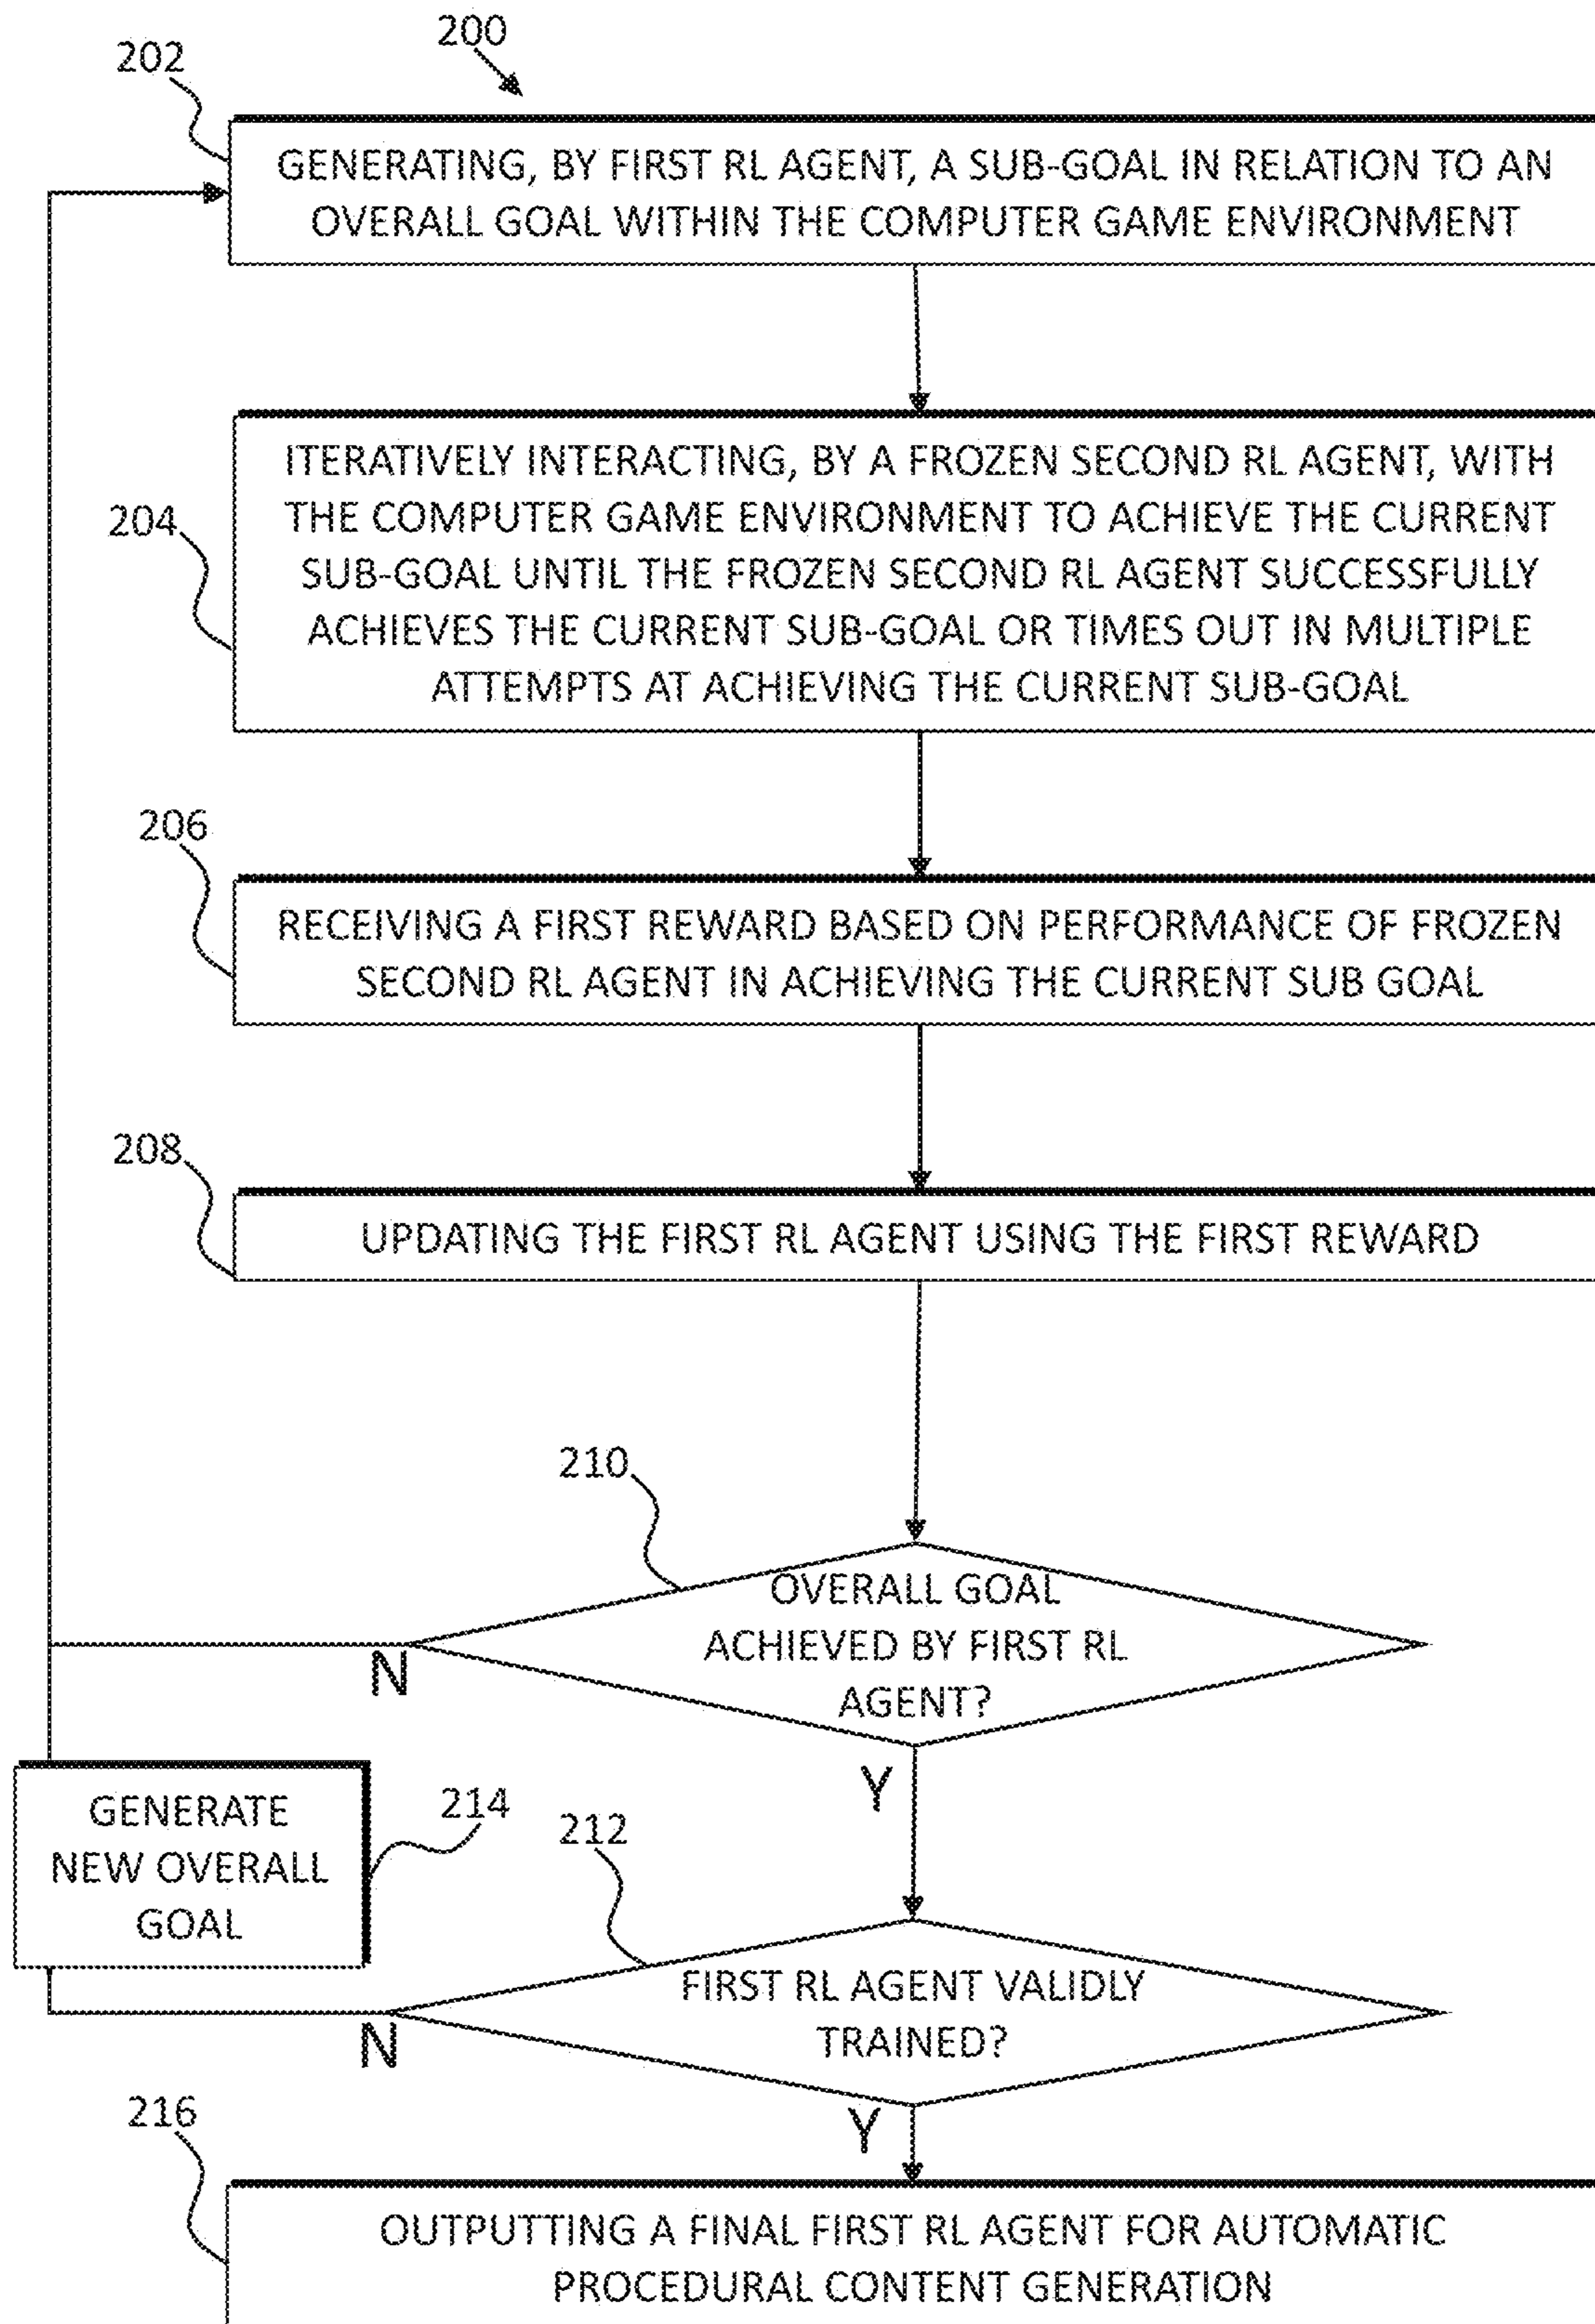 200
202
GENERATING, BY FIRST RL AGENT, A SUB-GOAL IN RELATION TO AN
OVERALL GOAL WITHIN THE COMPUTER GAME ENVIRONMENT
204
ITERATIVELY INTERACTING, BY A FROZEN SECOND RL AGENT, WITH
THE COMPUTER GAME ENVIRONMENT TO ACHIEVE THE CURRENT
SUB-GOAL UNTIL THE FROZEN SECOND RL AGENT SUCCESSFULLY
ACHIEVES THE CURRENT SUB-GOAL OR TIMES OUT IN MULTIPLE
ATTEMPTS AT ACHIEVING THE CURRENT SUB-GOAL
206
RECEIVING A FIRST REWARD BASED ON PERFORMANCE OF FROZEN
SECOND RL AGENT IN ACHIEVING THE CURRENT SUB GOAL
208
UPDATING THE FIRST RL AGENT USING THE FIRST REWARD
210
OVERALL GOAL
ACHIEVED BY FIRST RL
AGENT?
N
Y
GENERATE
NEW OVERALL
GOAL
214
212
FIRST RL AGENT VALIDLY
TRAINED?
N
Y
216
OUTPUTTING A FINAL FIRST RL AGENT FOR AUTOMATIC
PROCEDURAL CONTENT GENERATION